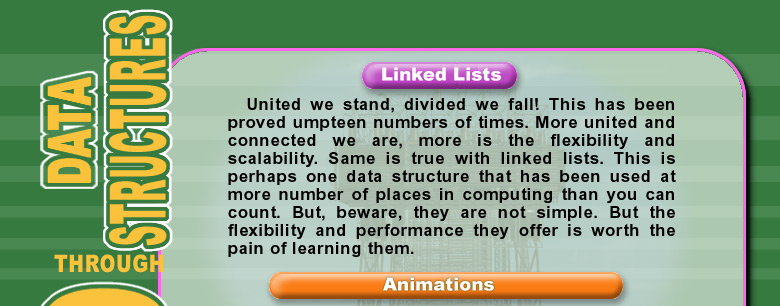 DATA
STRUCTURES
THROUGH
Linked Lists
United we stand, divided we fall! This has been
proved umpteen numbers of times. More united and
connected we are, more is the flexibility and
scalability. Same is true with linked lists. This is
perhaps one data structure that has been used at
more number of places in computing than you can
count. But, beware, they are not simple. But the
flexibility and performance they offer is worth the
pain of learning them.
Animations